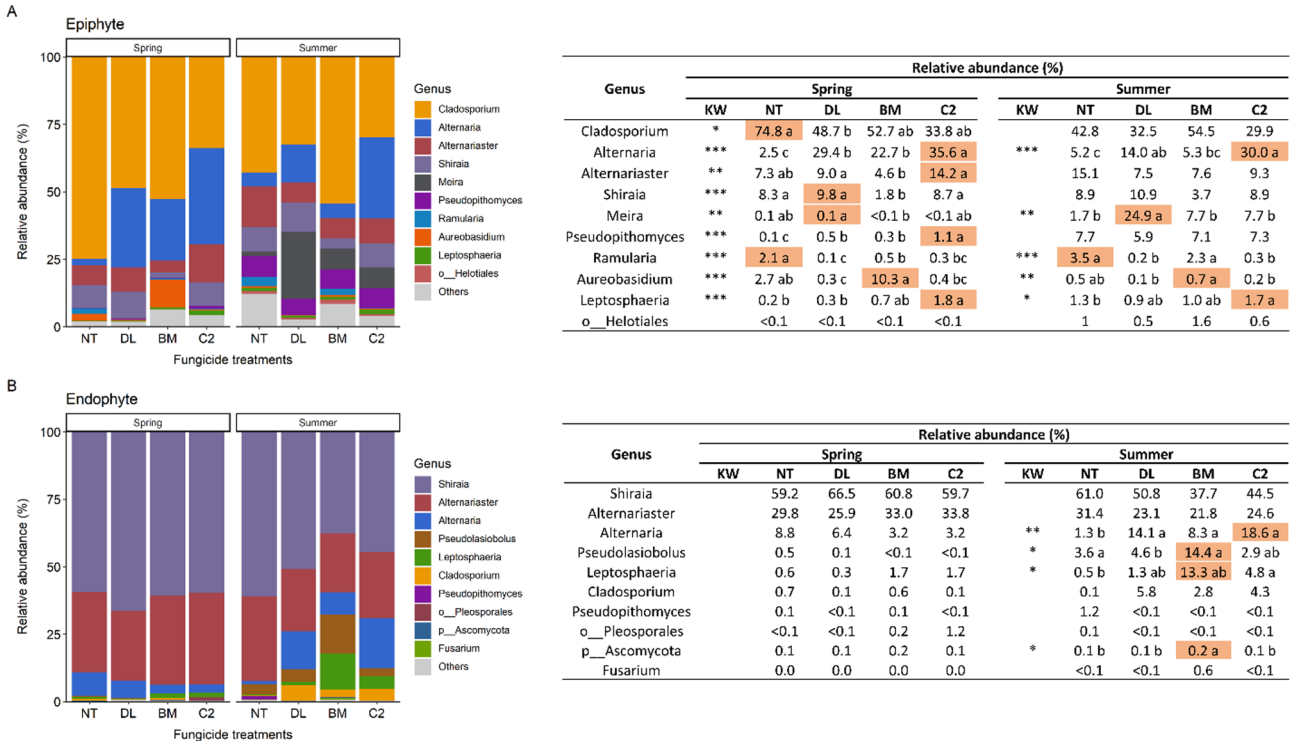 A
Epiphyte
Spring
Summer
Relative abundance (%)
100
75
50
25
0
NT DL BM C2 NT DL BM C2
Fungicide treatments
Genus
Cladosporium
Alternaria
Alternariaster
Shiraia
Meira
Pseudopithomyces
Ramularia
Aureobasidium
Leptosphaeria
o__Helotiales
Others
Relative abundance (%)
Genus Spring Summer
KW NT DL BM C2 KW NT DL BM C2
Cladosporium * 74.8 a 48.7 b 52.7 ab 33.8 ab 42.8 32.5 54.5 29.9
Alternaria *** 2.5 c 29.4 b 22.7 b 35.6 a *** 5.2 c 14.0 ab 5.3 bc 30.0 a
Alternariaster ** 7.3 ab 9.0 a 4.6 b 14.2 a 15.1 7.5 7.6 9.3
Shiraia *** 8.3 a 9.8 a 1.8 b 8.7 a 8.9 10.9 3.7 8.9
Meira ** 0.1 ab 0.1 a <0.1 b <0.1 ab ** 1.7 b 24.9 a 7.7 b 7.7 b
Pseudopithomyces *** 0.1 c 0.5 b 0.3 b 1.1 a 7.7 5.9 7.1 7.3
Ramularia *** 2.1 a 0.1 c 0.5 b 0.3 bc *** 3.5 a 0.2 b 2.3 a 0.3 b
Aureobasidium *** 2.7 ab 0.3 c 10.3 a 0.4 bc ** 0.5 ab 0.1 b 0.7 a 0.2 b
Leptosphaeria *** 0.2 b 0.3 b 0.7 ab 1.8 a * 1.3 b 0.9 ab 1.0 ab 1.7 a
o__Helotiales <0.1 <0.1 <0.1 <0.1 1 0.5 1.6 0.6
B
Endophyte
Spring
Summer
Relative abundance (%)
100
75
50
25
0
NT DL BM C2 NT DL BM C2
Fungicide treatments
Genus
Shiraia
Alternariaster
Alternaria
Pseudolasiobolus
Leptosphaeria
Cladosporium
Pseudopithomyces
o__Pleosporales
p__Ascomycota
Fusarium
Others
Relative abundance (%)
Genus Spring Summer
KW NT DL BM C2 KW NT DL BM C2
Shiraia 59.2 66.5 60.8 59.7 61.0 50.8 37.7 44.5
Alternariaster 29.8 25.9 33.0 33.8 31.4 23.1 21.8 24.6
Alternaria 8.8 6.4 3.2 3.2 ** 1.3 b 14.1 a 8.3 a 18.6 a
Pseudolasiobolus 0.5 0.1 <0.1 <0.1 * 3.6 a 4.6 b 14.4 a 2.9 ab
Leptosphaeria 0.6 0.3 1.7 1.7 * 0.5 b 1.3 ab 13.3 ab 4.8 a
Cladosporium 0.7 0.1 0.6 0.1 0.1 5.8 2.8 4.3
Pseudopithomyces 0.1 <0.1 0.1 <0.1 1.2 <0.1 <0.1 <0.1
o__Pleosporales <0.1 <0.1 0.2 1.2 0.1 <0.1 <0.1 <0.1
p__Ascomycota 0.1 0.1 0.2 0.1 * 0.1 b 0.1 b 0.2 a 0.1 b
Fusarium 0.0 0.0 0.0 0.0 <0.1 <0.1 0.6 <0.1